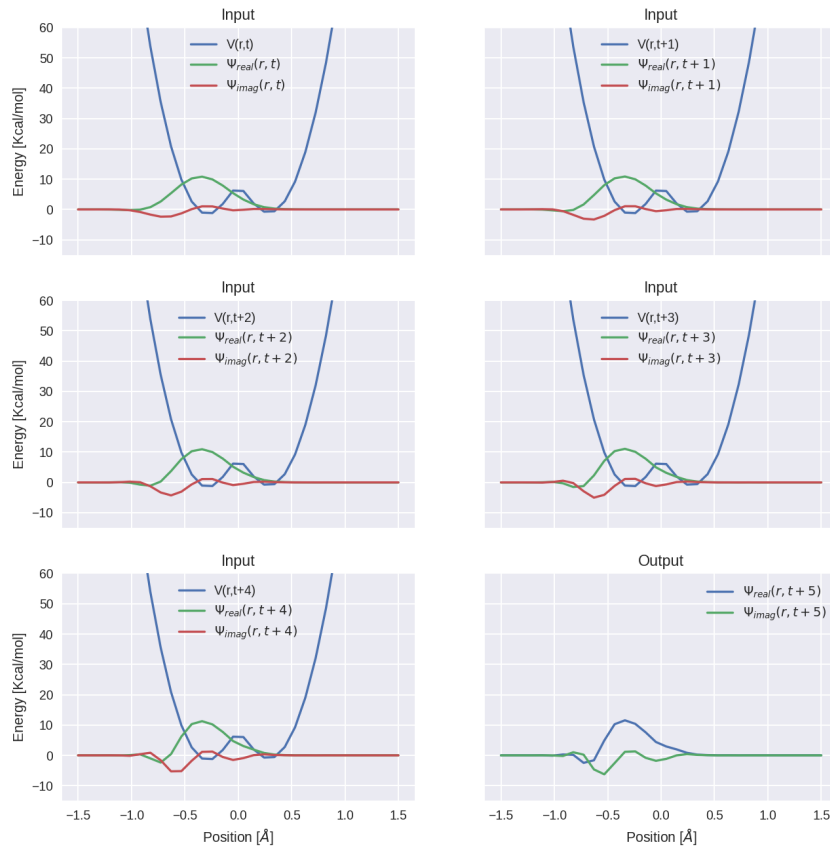 Input
60
50
40
30
20
10
0
−10
Energy [Kcal/mol]
V(r,t)
Ψreal(r, t)
Ψimag(r, t)
Input
V(r,t+1)
Ψreal(r, t + 1)
Ψimag(r, t + 1)
Input
60
50
40
30
20
10
0
−10
Energy [Kcal/mol]
V(r,t+2)
Ψreal(r, t + 2)
Ψimag(r, t + 2)
Input
V(r,t+3)
Ψreal(r, t + 3)
Ψimag(r, t + 3)
Input
60
50
40
30
20
10
0
−10
Energy [Kcal/mol]
V(r,t+4)
Ψreal(r, t + 4)
Ψimag(r, t + 4)
−1.5 −1.0 −0.5 0.0 0.5 1.0 1.5
Position [Å]
Output
Ψreal(r, t + 5)
Ψimag(r, t + 5)
−1.5 −1.0 −0.5 0.0 0.5 1.0 1.5
Position [Å]